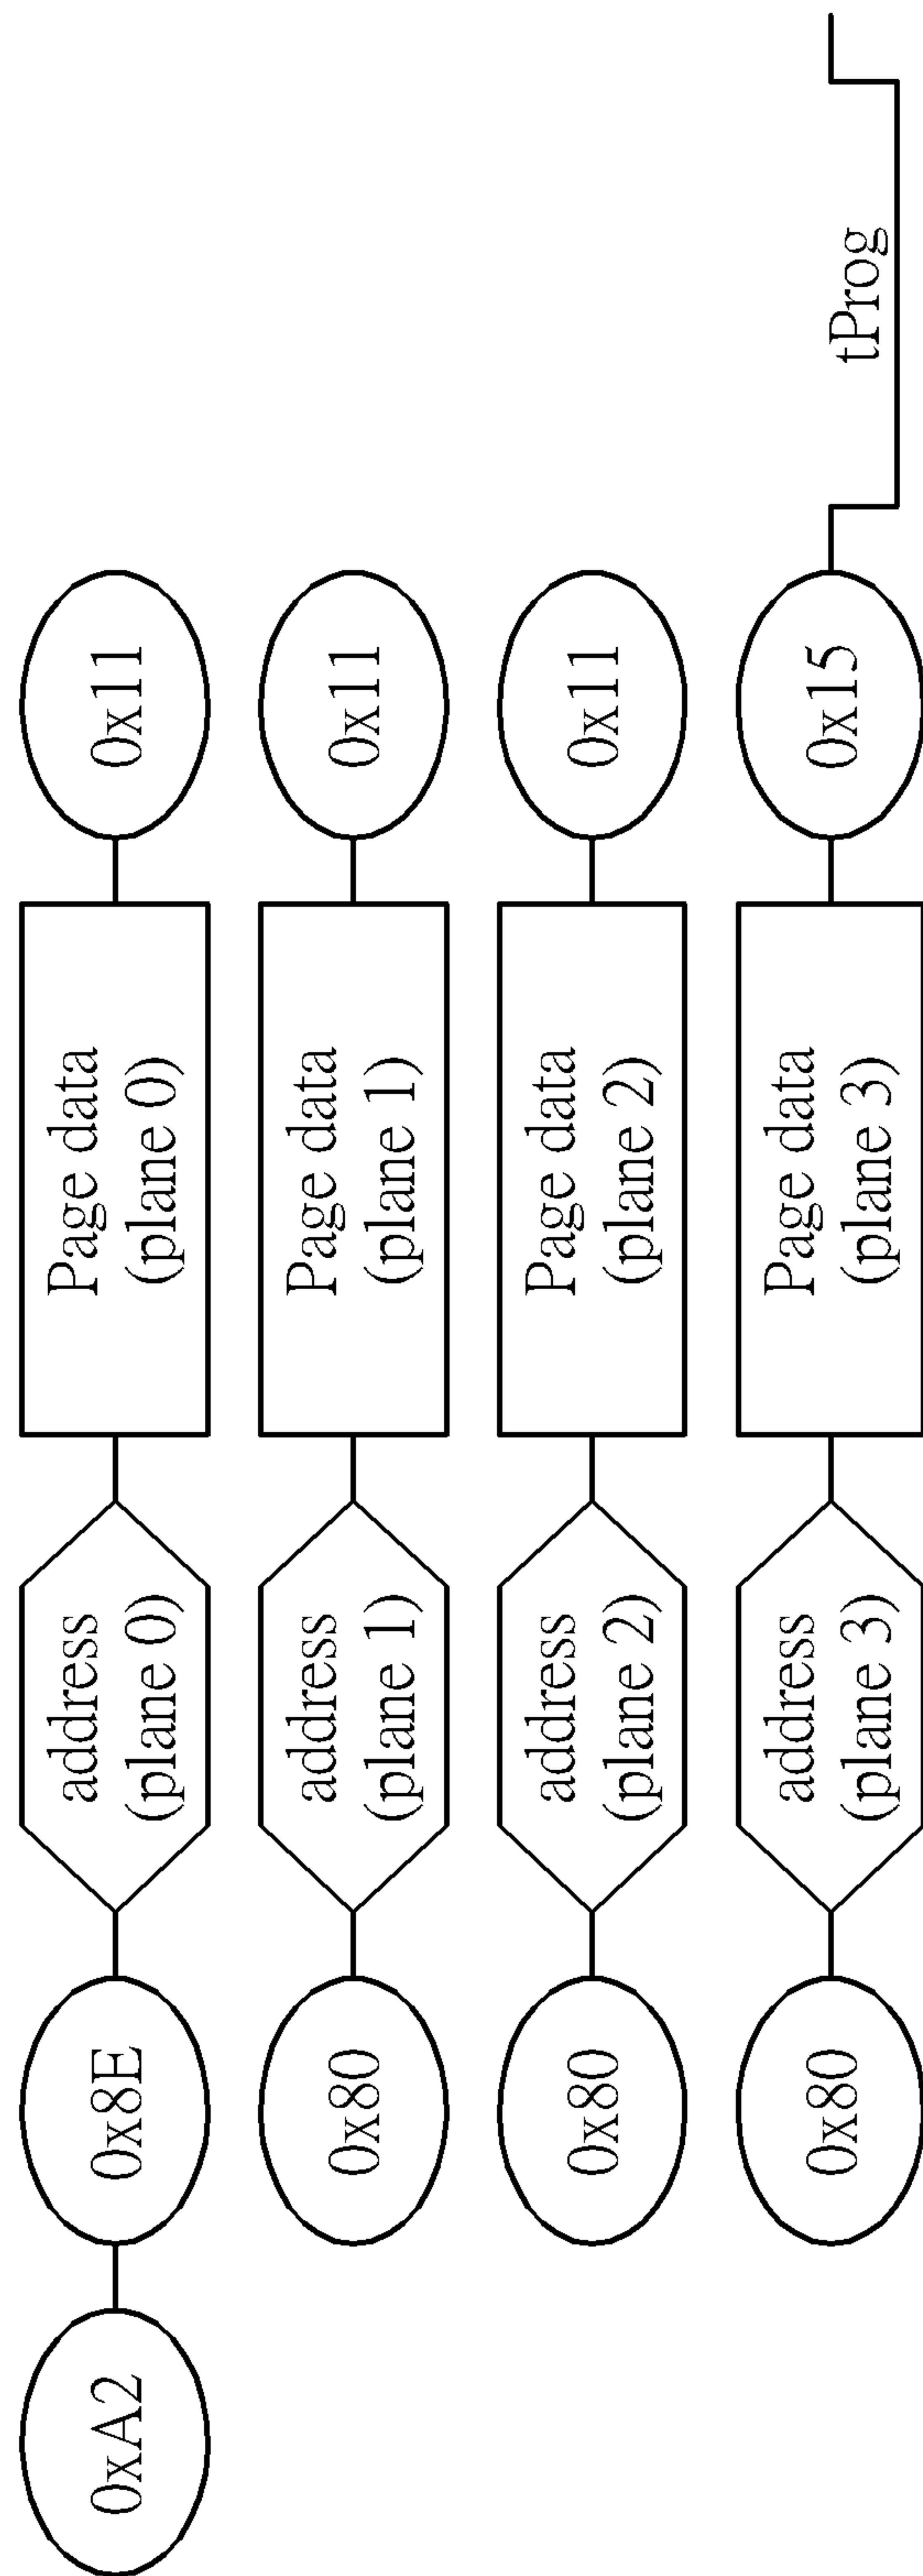 0xA2
0x8E
address
(plane 0)
Page data
(plane 0)
0x11
0x80
address
(plane 1)
Page data
(plane 1)
0x11
0x80
address
(plane 2)
Page data
(plane 2)
0x11
0x80
address
(plane 3)
Page data
(plane 3)
0x15
tProg